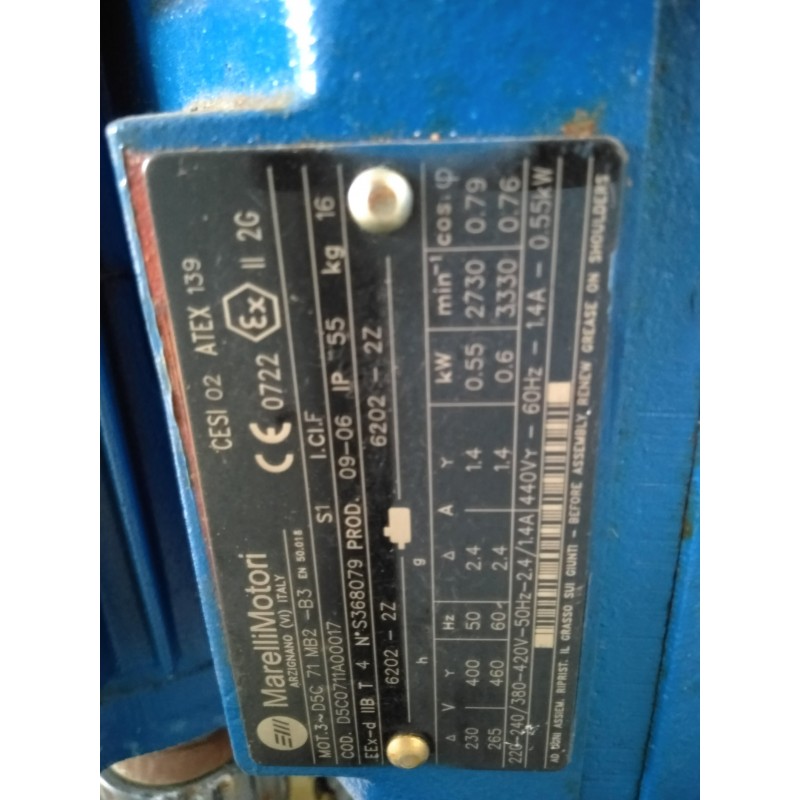 CESI 02 ATEX 139
MarelliMotori
ARZIGNANO (VI) ITALY
CE 0722 Ex II 2G
MOT.3~ D5C 71 MB2 -B3 EN 50.018 S1 I.Cl.F
COD. D5C0711A00017 PROD. 09-06 IP 55 kg 16
EEx-d IIB T 4 N°S368079
6202 - 2Z 6202 - 2Z
h g
V Hz A kW min-1 cos.φ
Δ Y Δ Y
230 400 50 2.4 1.4 0.55 2730 0.79
265 460 60 2.4 1.4 0.6 3330 0.76
220-240/380-420V-50Hz-2.4/1.4A 440VY - 60Hz - 1.4A - 0.55kW
AD OGNI ASSEM. RIPRIST. IL GRASSO SUI GIUNTI - BEFORE ASSEMBLY, RENEW GREASE ON SHOULDERS